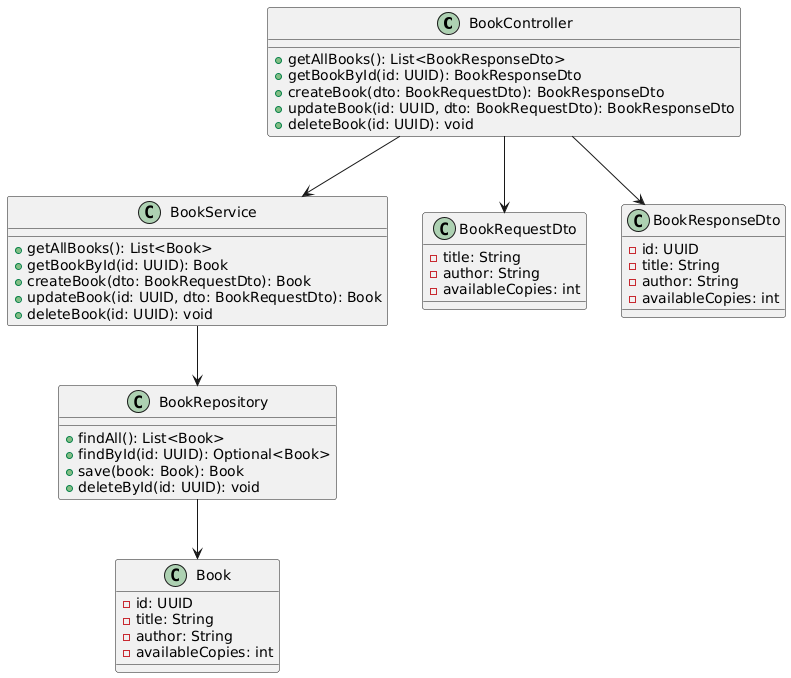 C BookController
getAllBooks(): List<BookResponseDto>
getBookById(id: UUID): BookResponseDto
createBook(dto: BookRequestDto): BookResponseDto
updateBook(id: UUID, dto: BookRequestDto): BookResponseDto
deleteBook(id: UUID): void
C BookService
getAllBooks(): List<Book>
getBookById(id: UUID): Book
createBook(dto: BookRequestDto): Book
updateBook(id: UUID, dto: BookRequestDto): Book
deleteBook(id: UUID): void
C BookRequestDto
title: String
author: String
availableCopies: int
C BookResponseDto
id: UUID
title: String
author: String
availableCopies: int
C BookRepository
findAll(): List<Book>
findById(id: UUID): Optional<Book>
save(book: Book): Book
deleteById(id: UUID): void
C Book
id: UUID
title: String
author: String
availableCopies: int